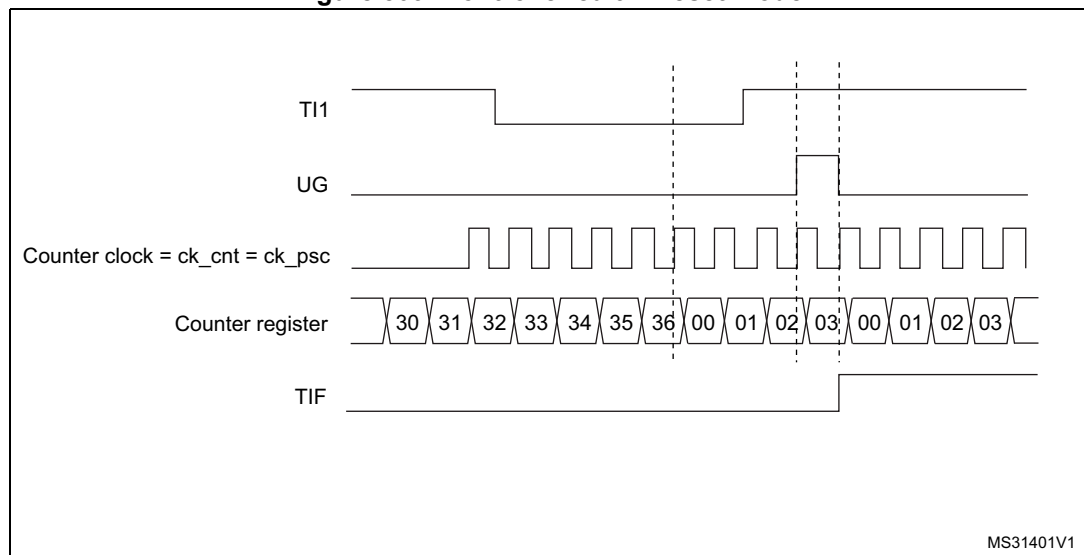 TI1
UG
Counter clock = ck_cnt = ck_psc
Counter register 30 31 32 33 34 35 36 00 01 02 03 00 01 02 03
TIF
MS31401V1